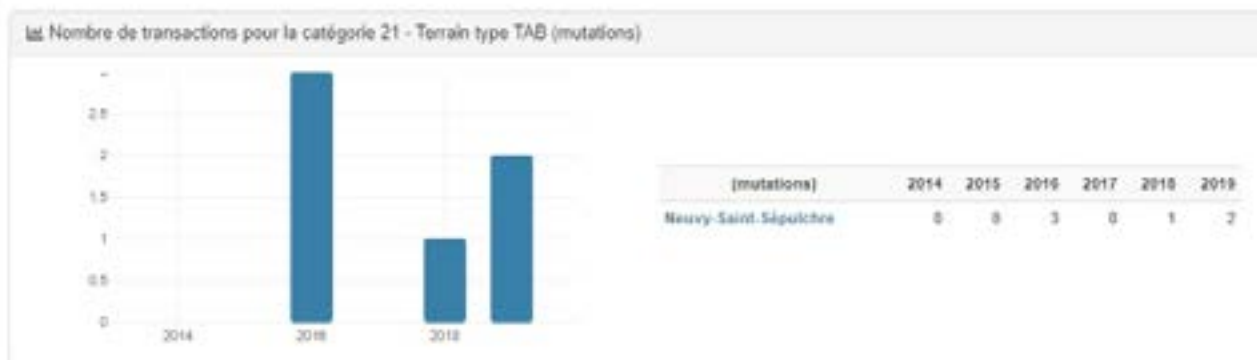 Nombre de transactions pour la catégorie 21 - Terrain type TAB (mutations)
2.5
2
1.5
1
0.5
0
2014 2016 2018
(mutations) 2014 2015 2016 2017 2018 2019
Neuvy-Saint-Sépulchre 0 0 3 0 1 2